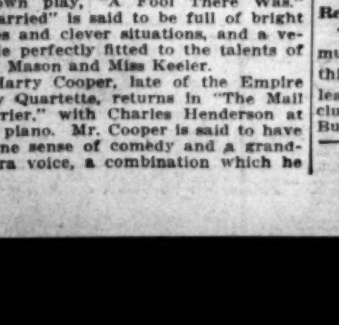 own play, "A Fool There Was."
arried" is said to be full of bright
s and clever situations, and a ve-
le perfectly fitted to the talents of
Mason and Miss Keeler.
Harry Cooper, late of the Empire
y Quartette, returns in "The Mail
rier," with Charles Henderson at
piano. Mr. Cooper is said to have
ne sense of comedy and a grand-
ra voice, a combination which he
Re
mu
thi
lea
clu
Bu